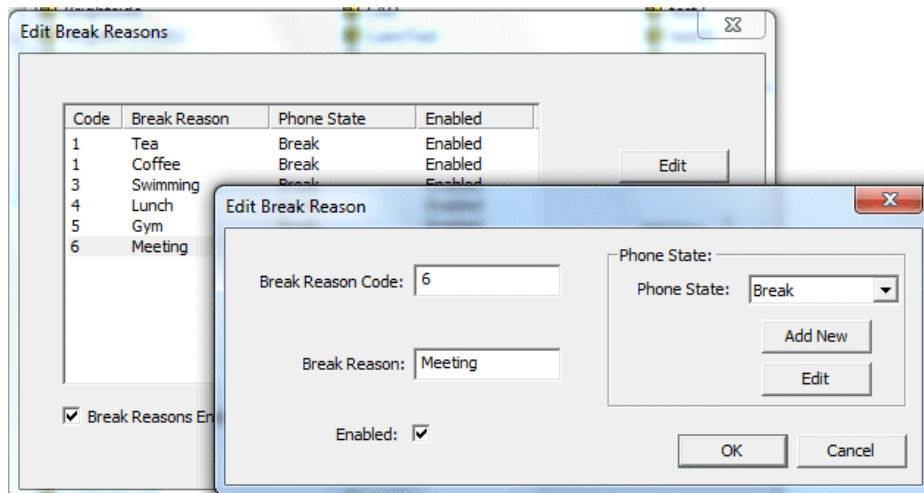 Edit Break Reasons
Code Break Reason Phone State Enabled
1 Tea Break Enabled
1 Coffee Break Enabled
Edit
3 Swimming Break Enabled
4 Lunch
5 Gym
6 Meeting
Break Reasons En
Edit Break Reason
Phone State:
Break Reason Code: 6
Phone State: Break
Add New
Break Reason: Meeting
Edit
Enabled:
OK Cancel